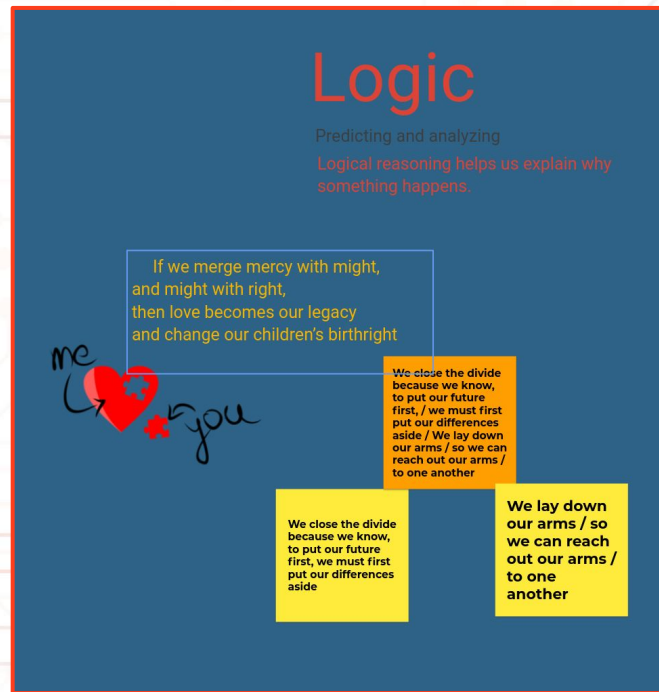 Logic
Predicting and analyzing
Logical reasoning helps us explain why
something happens.
If we merge mercy with might,
and might with right,
then love becomes our legacy
and change our children’s birthright
me
you
We close the divide
because we know,
to put our future
first, / we must first
put our differences
aside / We lay down
our arms / so we can
reach out our arms /
to one another
We close the divide
because we know,
to put our future
first, we must first
put our differences
aside
We lay down
our arms / so
we can reach
out our arms /
to one
another